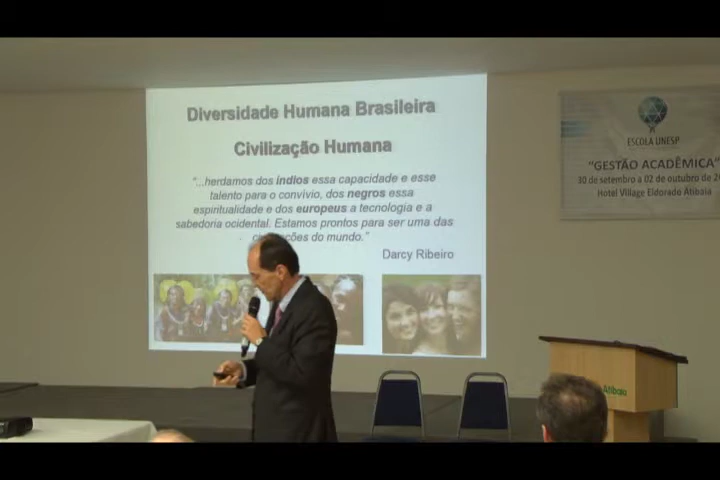 Diversidade Humana Brasileira
Civilização Humana
"...herdamos dos índios essa capacidade e esse
talento para o convívio, dos negros essa
espiritualidade e dos europeus a tecnologia e a
sabedoria ocidental. Estamos prontos para ser uma das
do mundo."
Darcy Ribeiro
ESCOLA UNESP
"GESTÃO ACADÊMICA"
30 de setembro a 02 de outubro de
Hotel Village Eldorado Atibaia
Atibaia